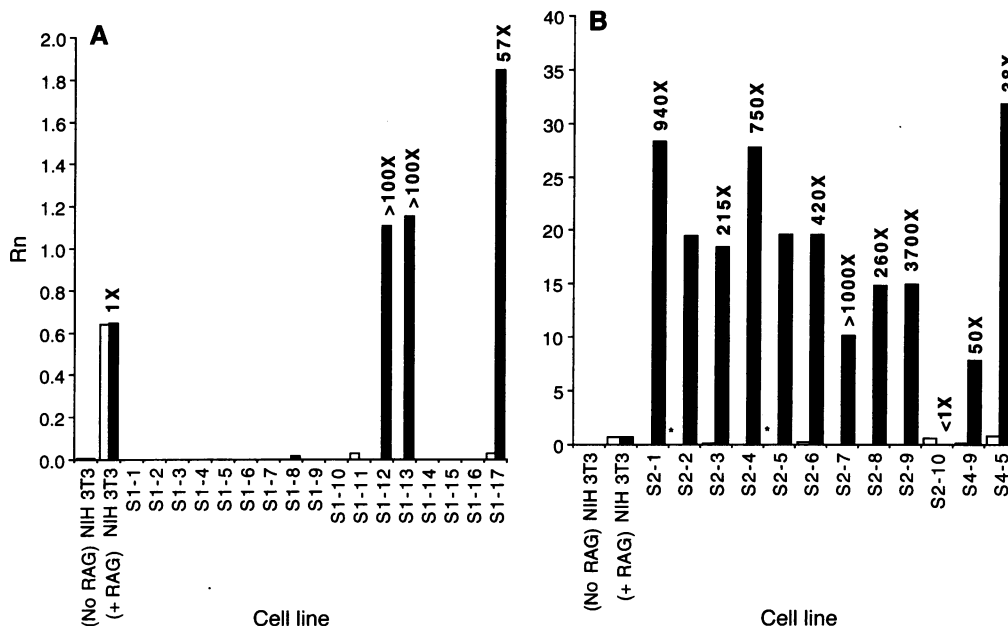 A
Rn
2.0
1.8
1.6
1.4
1.2
1.0
0.8
0.6
0.4
0.2
0.0
1X
>100X
>100X
57X
(No RAG) NIH 3T3
(+ RAG) NIH 3T3
S1-1
S1-2
S1-3
S1-4
S1-5
S1-6
S1-7
S1-8
S1-9
S1-10
S1-11
S1-12
S1-13
S1-14
S1-15
S1-16
S1-17
Cell line
B
40
35
30
25
20
15
10
5
0
940X
*
215X
750X
*
420X
>1000X
260X
3700X
<1X
50X
(No RAG) NIH 3T3
(+ RAG) NIH 3T3
S2-1
S2-2
S2-3
S2-4
S2-5
S2-6
S2-7
S2-8
S2-9
S2-10
S4-9
S4-5
Cell line